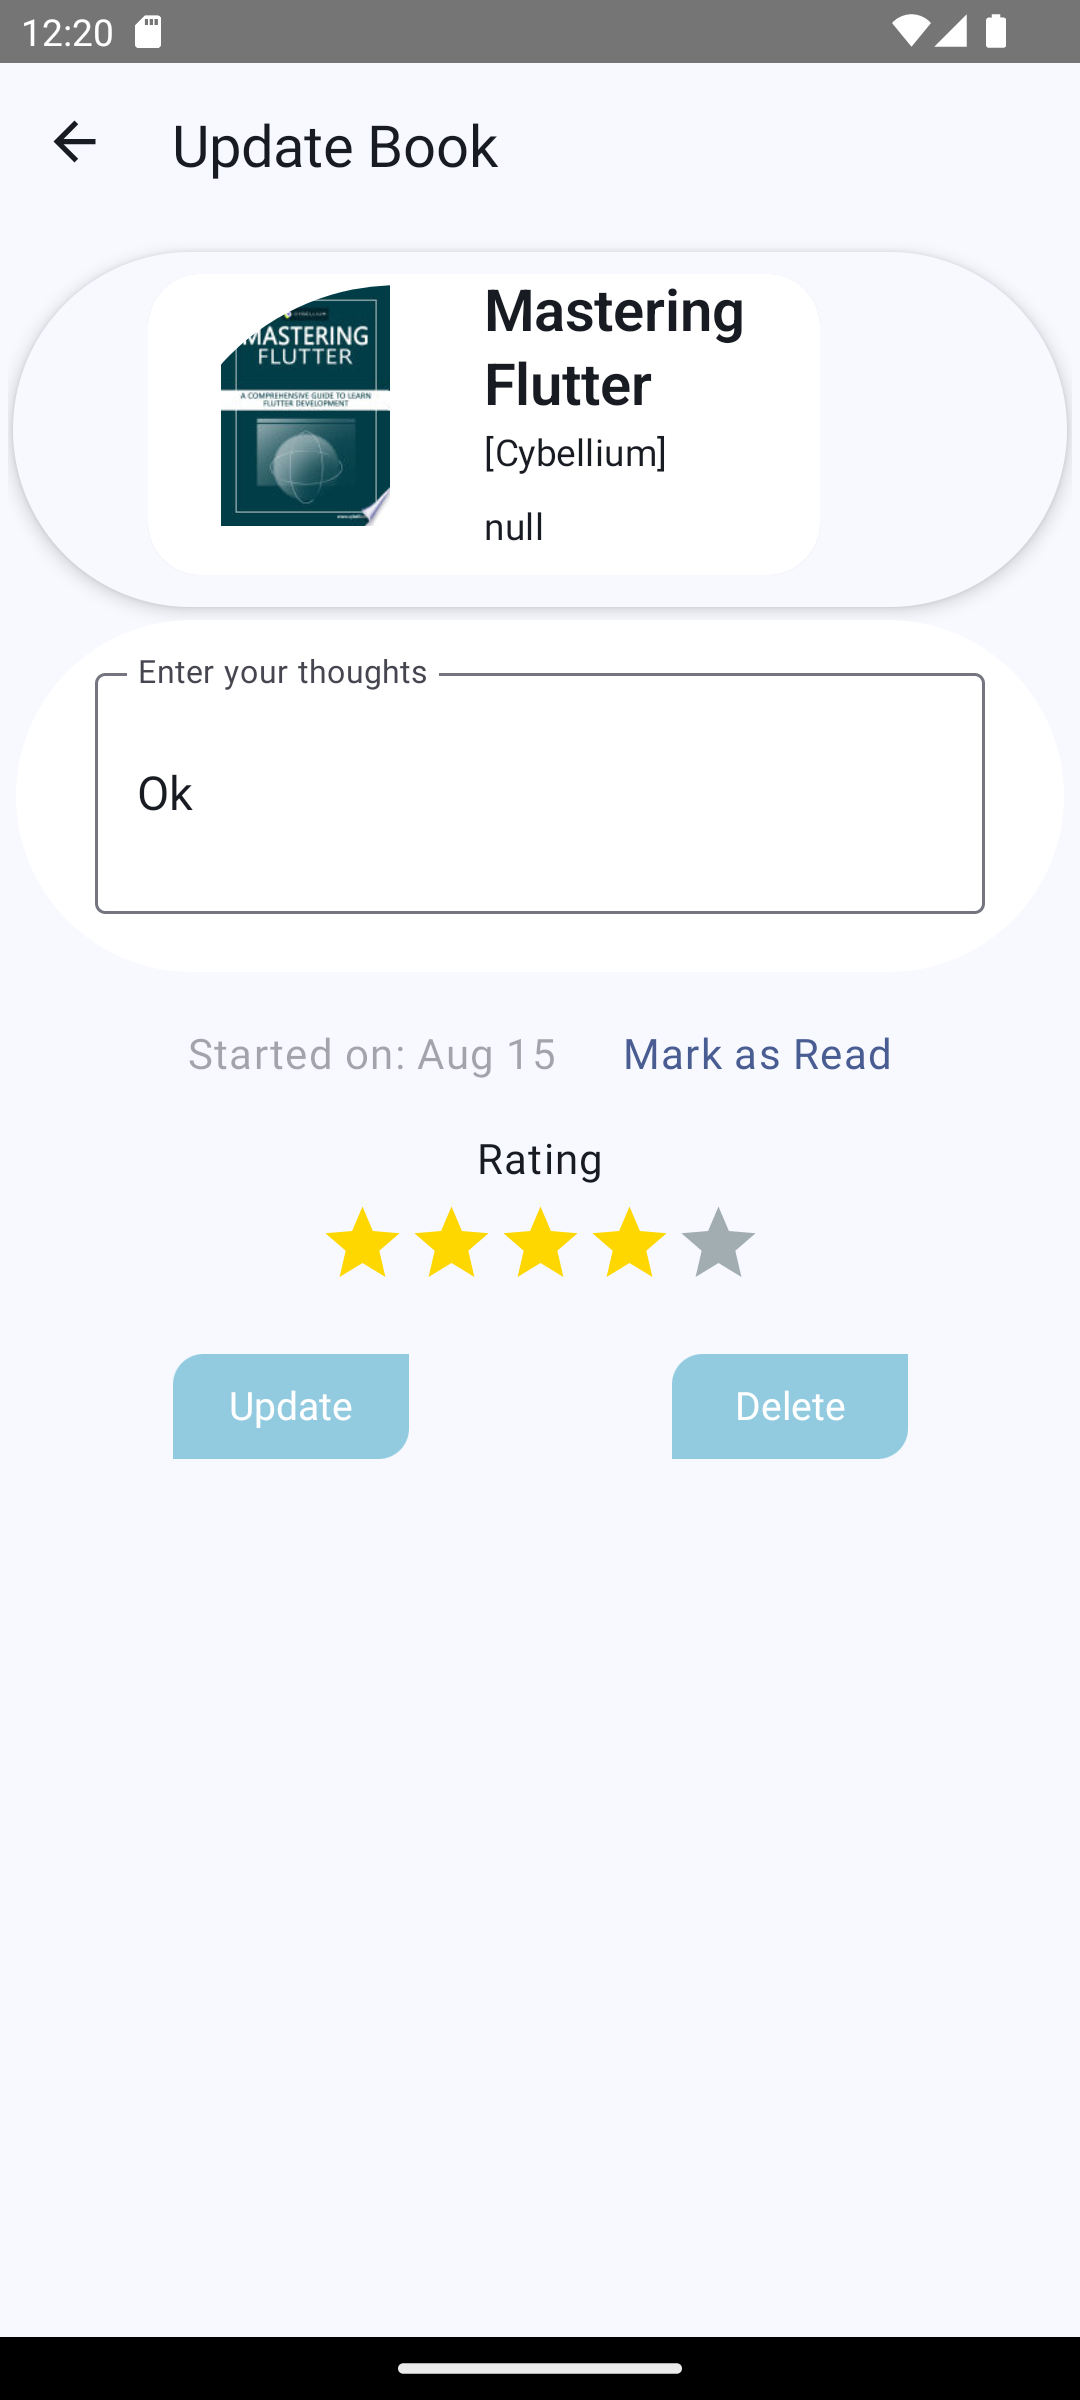 12:20
Update Book
MASTERING
FLUTTER
A COMPREHENSIVE GUIDE TO LEARN
FLUTTER DEVELOPMENT
Mastering
Flutter
[Cybellium]
null
Enter your thoughts
Ok
Started on: Aug 15
Mark as Read
Rating
Update
Delete